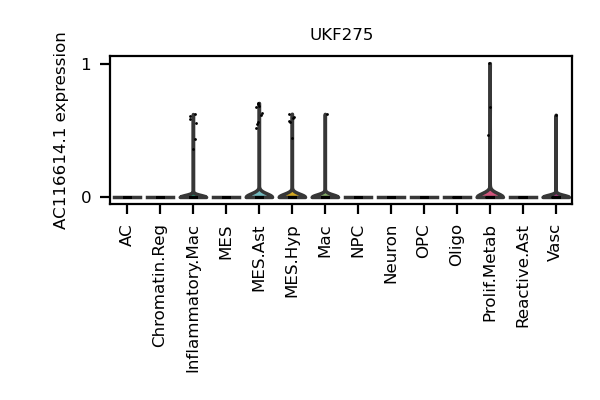 UKF275
AC116614.1 expression
1
0
AC
Chromatin.Reg
Inflammatory.Mac
MES
MES.Ast
MES.Hyp
Mac
NPC
Neuron
OPC
Oligo
Prolif.Metab
Reactive.Ast
Vasc